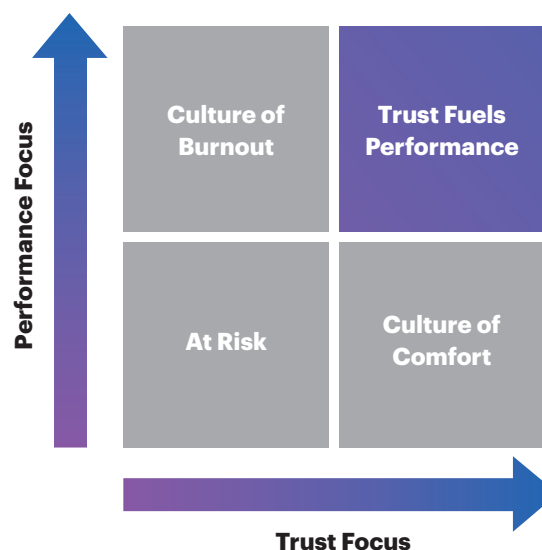 Performance Focus
Culture of
Burnout
Trust Fuels
Performance
At Risk
Culture of
Comfort
Trust Focus